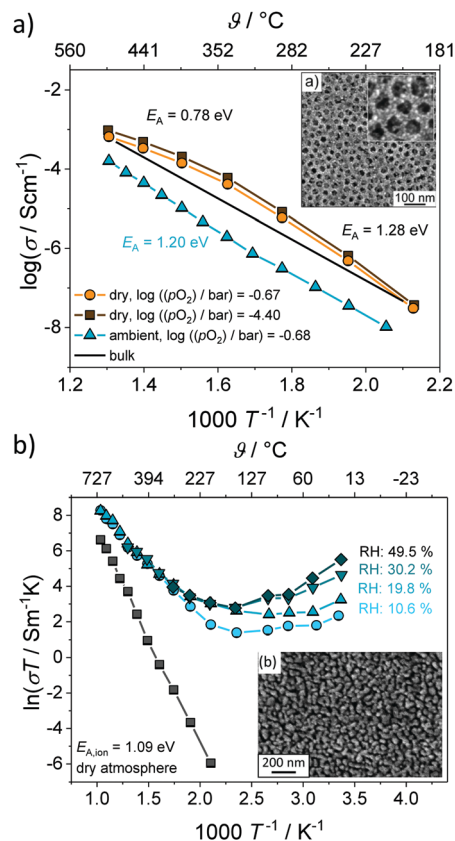 a)
ϑ / °C
560 441 352 282 227 181
-2
-4
-6
-8
log(σ / Scm⁻¹)
E_A = 0.78 eV
a)
100 nm
E_A = 1.28 eV
E_A = 1.20 eV
dry, log ((pO₂) / bar) = -0.67
dry, log ((pO₂) / bar) = -4.40
ambient, log ((pO₂) / bar) = -0.68
bulk
1.2 1.4 1.6 1.8 2.0 2.2
1000 T⁻¹ / K⁻¹
b)
ϑ / °C
727 394 227 127 60 13 -23
8
6
4
2
0
-2
-4
-6
ln(σT / Sm⁻¹K)
RH: 49.5 %
RH: 30.2 %
RH: 19.8 %
RH: 10.6 %
(b)
200 nm
E_A,ion = 1.09 eV
dry atmosphere
1.0 1.5 2.0 2.5 3.0 3.5 4.0
1000 T⁻¹ / K⁻¹